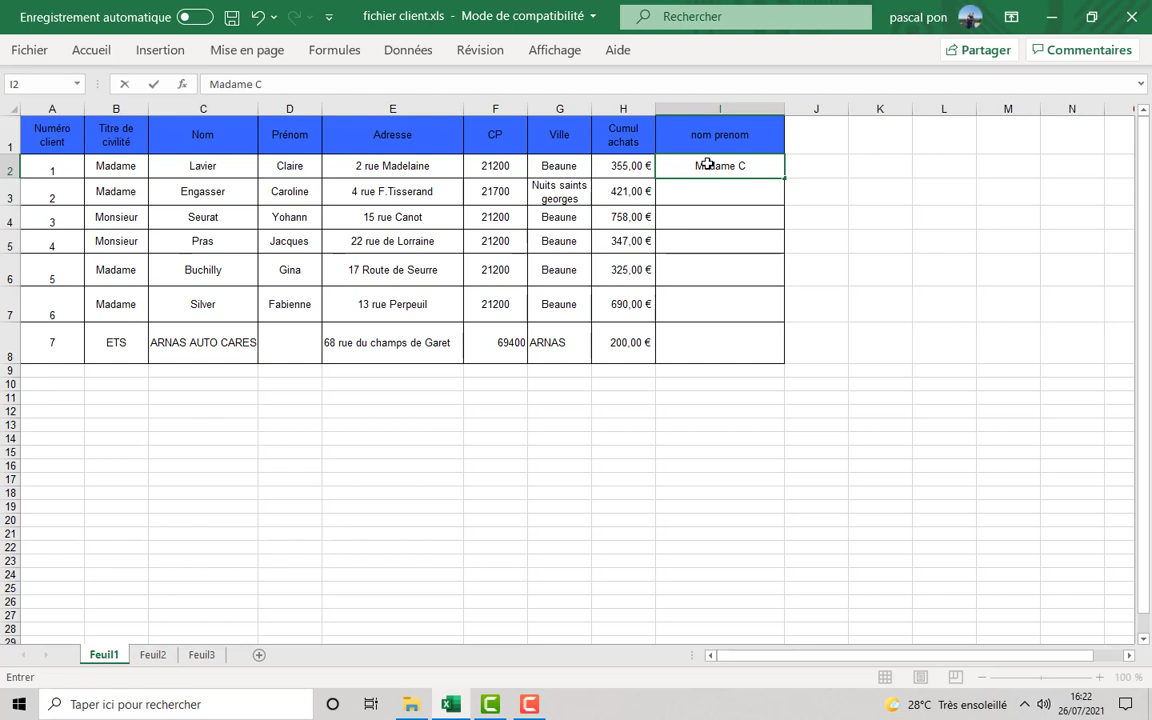 Enregistrement automatique
fichier client.xls - Mode de compatibilité
Rechercher
pascal pon
Fichier Accueil Insertion Mise en page Formules Données Révision Affichage Aide
Partager
Commentaires
I2
fx
Madame C
A B C D E F G H I J K L M N
1 Numéro client Titre de civilité Nom Prénom Adresse CP Ville Cumul achats nom prenom
2 1 Madame Lavier Claire 2 rue Madelaine 21200 Beaune 355,00 € Madame C
3 2 Madame Engasser Caroline 4 rue F.Tisserand 21700 Nuits saints georges 421,00 €
4 3 Monsieur Seurat Yohann 15 rue Canot 21200 Beaune 758,00 €
5 4 Monsieur Pras Jacques 22 rue de Lorraine 21200 Beaune 347,00 €
6 5 Madame Buchilly Gina 17 Route de Seurre 21200 Beaune 325,00 €
7 6 Madame Silver Fabienne 13 rue Perpeuil 21200 Beaune 690,00 €
8 7 ETS ARNAS AUTO CARES 68 rue du champs de Garet 69400 ARNAS 200,00 €
9
10
11
12
13
14
15
16
17
18
19
20
21
22
23
24
25
26
27
28
29
Feuil1 Feuil2 Feuil3
Entrer
100 %
Taper ici pour rechercher
28°C Très ensoleillé
16:22
26/07/2021